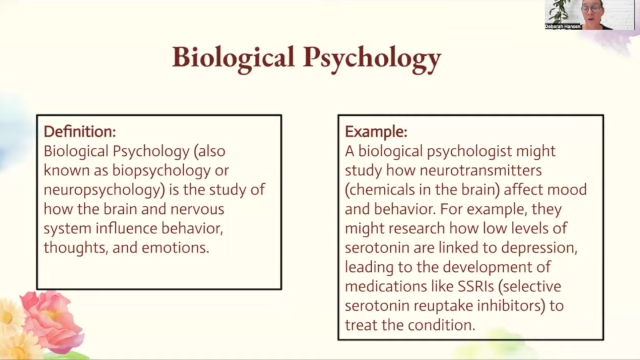 Deborah Hansen
Biological Psychology
Definition:
Biological Psychology (also
known as biopsychology or
neuropsychology) is the study of
how the brain and nervous
system influence behavior,
thoughts, and emotions.
Example:
A biological psychologist might
study how neurotransmitters
(chemicals in the brain) affect mood
and behavior. For example, they
might research how low levels of
serotonin are linked to depression,
leading to the development of
medications like SSRIs (selective
serotonin reuptake inhibitors) to
treat the condition.